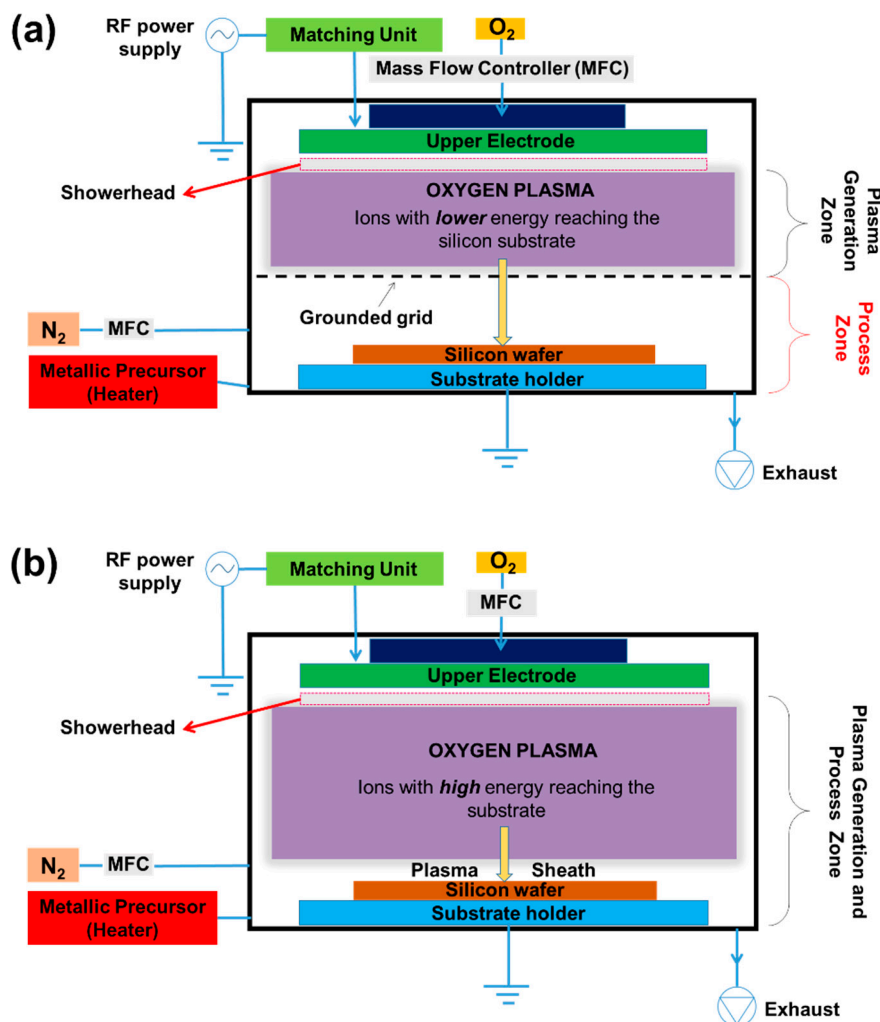 (a)
RF power
supply
Matching Unit
O2
Mass Flow Controller (MFC)
Upper Electrode
Showerhead
OXYGEN PLASMA
Ions with lower energy reaching the
silicon substrate
Plasma
Generation
Zone
Grounded grid
N2
MFC
Process
Zone
Metallic Precursor
(Heater)
Silicon wafer
Substrate holder
Exhaust
(b)
RF power
supply
Matching Unit
O2
MFC
Upper Electrode
Showerhead
OXYGEN PLASMA
Ions with high energy reaching the
substrate
Plasma Generation and
Process Zone
N2
MFC
Plasma Sheath
Silicon wafer
Metallic Precursor
(Heater)
Substrate holder
Exhaust